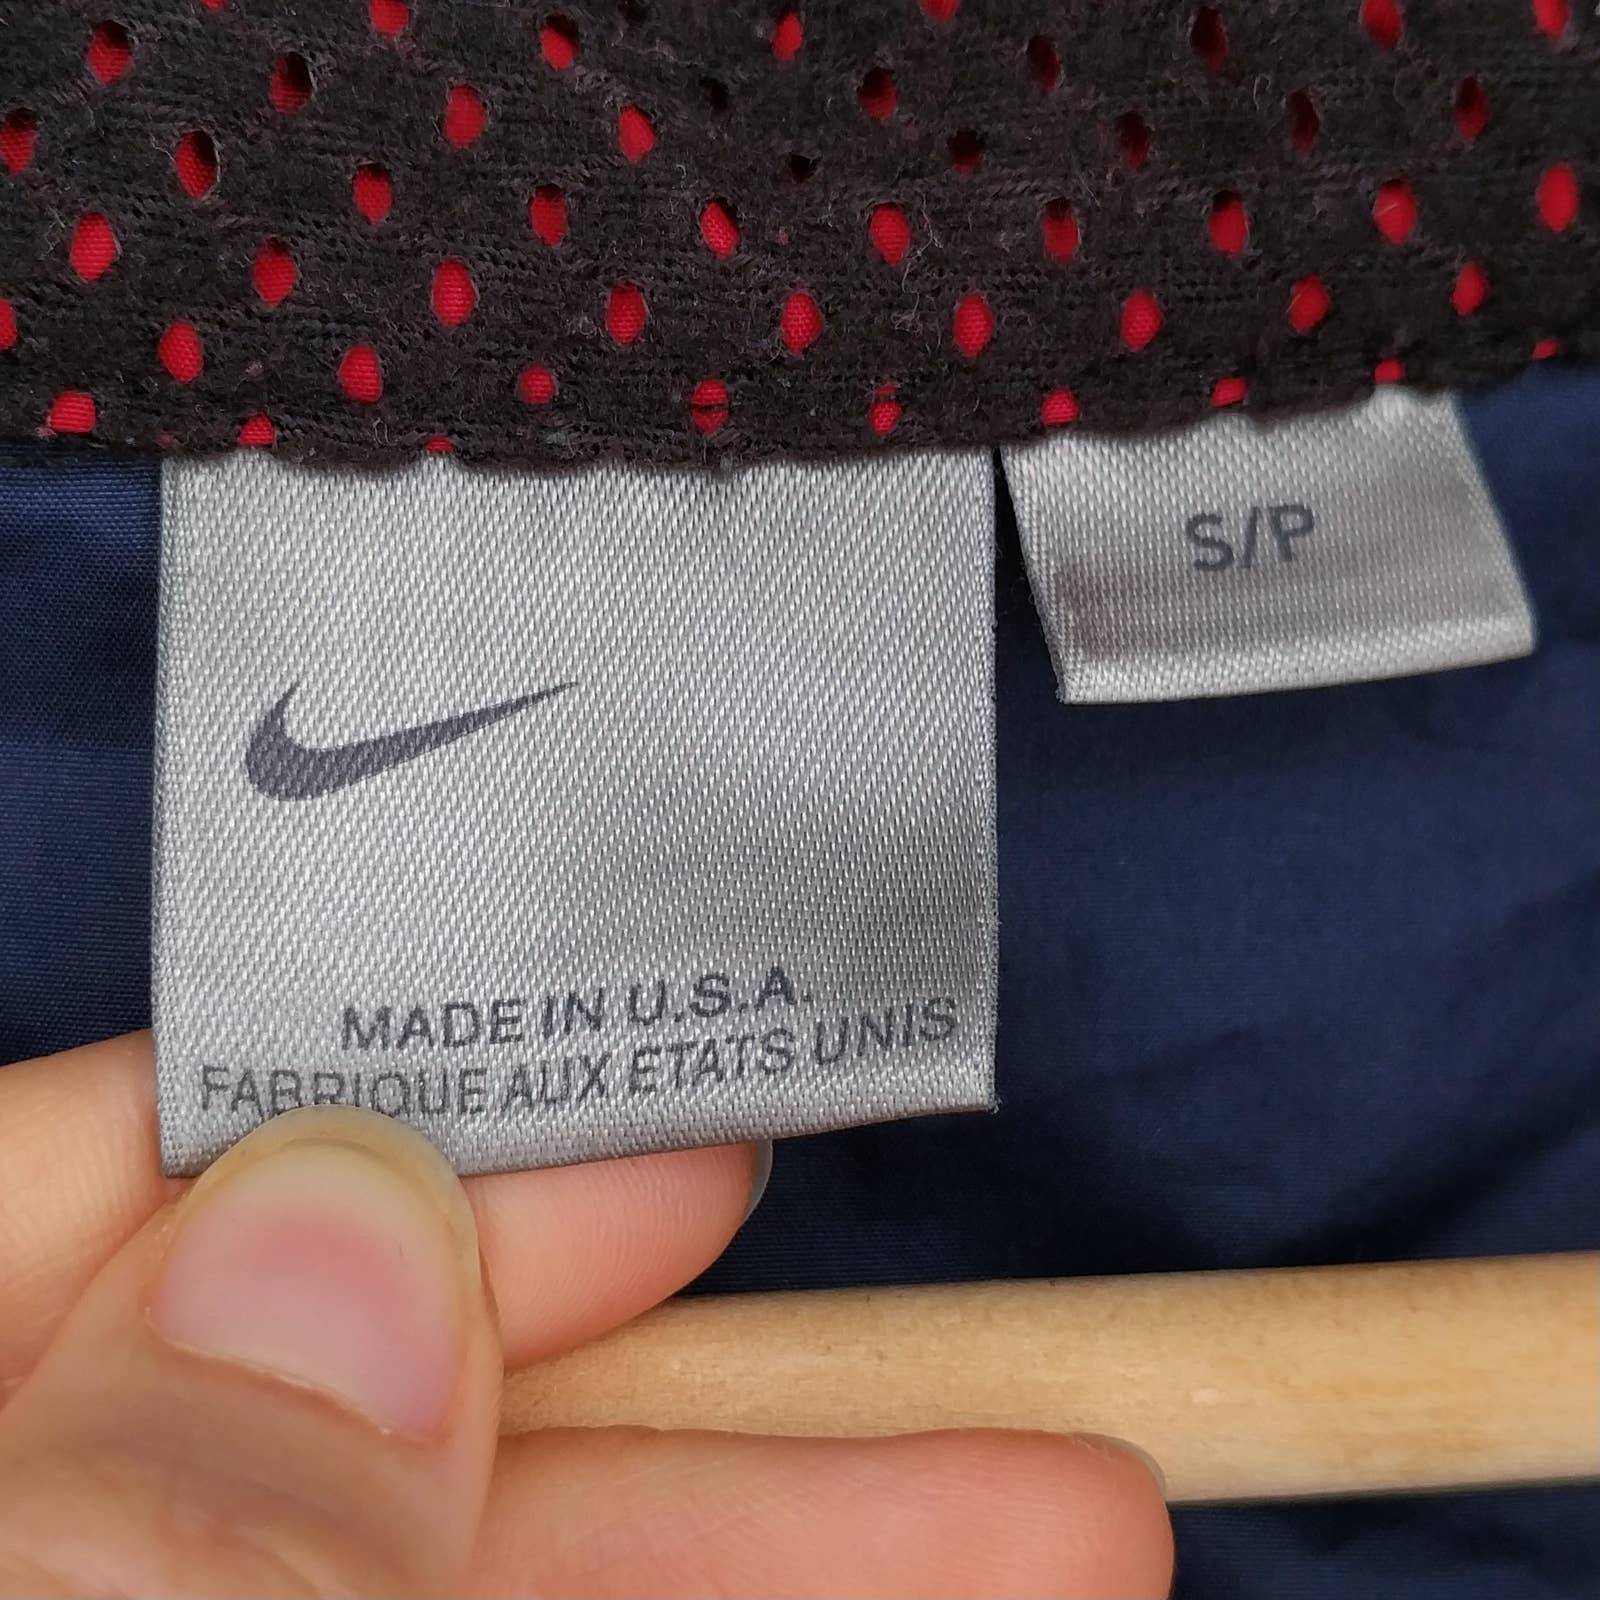 S/P
MADE IN U.S.A.
FABRIQUE AUX ETATS UNIS